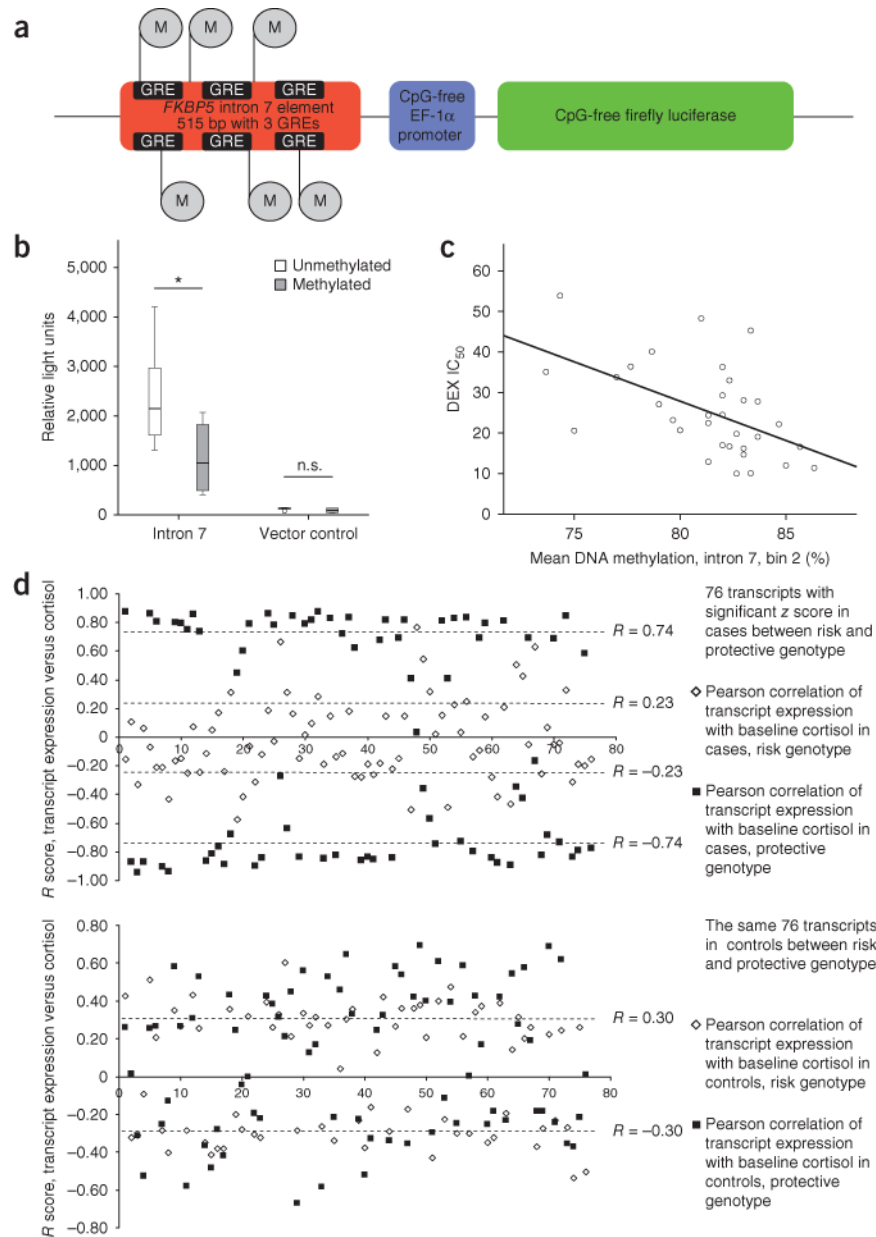 a
M M M
GRE GRE GRE
FKBP5 intron 7 element
515 bp with 3 GREs
GRE GRE GRE
M M M
CpG-free
EF-1α
promoter
CpG-free firefly luciferase
b
Relative light units
5,000
4,000
3,000
2,000
1,000
0
Unmethylated
Methylated
*
n.s.
Intron 7
Vector control
c
DEX IC50
60
50
40
30
20
10
0
75 80 85
Mean DNA methylation, intron 7, bin 2 (%)
d
R score, transcript expression versus cortisol
1.00
0.80
0.60
0.40
0.20
0
−0.20
−0.40
−0.60
−0.80
−1.00
0 10 20 30 40 50 60 70 80
R = 0.74
R = 0.23
R = −0.23
R = −0.74
76 transcripts with
significant z score in
cases between risk and
protective genotype
Pearson correlation of
transcript expression
with baseline cortisol in
cases, risk genotype
Pearson correlation of
transcript expression
with baseline cortisol in
cases, protective
genotype
R score, transcript expression versus cortisol
0.80
0.60
0.40
0.20
0
−0.20
−0.40
−0.60
−0.80
0 10 20 30 40 50 60 70 80
R = 0.30
R = −0.30
The same 76 transcripts
in controls between risk
and protective genotype
Pearson correlation of
transcript expression
with baseline cortisol in
controls, risk genotype
Pearson correlation of
transcript expression
with baseline cortisol in
controls, protective
genotype